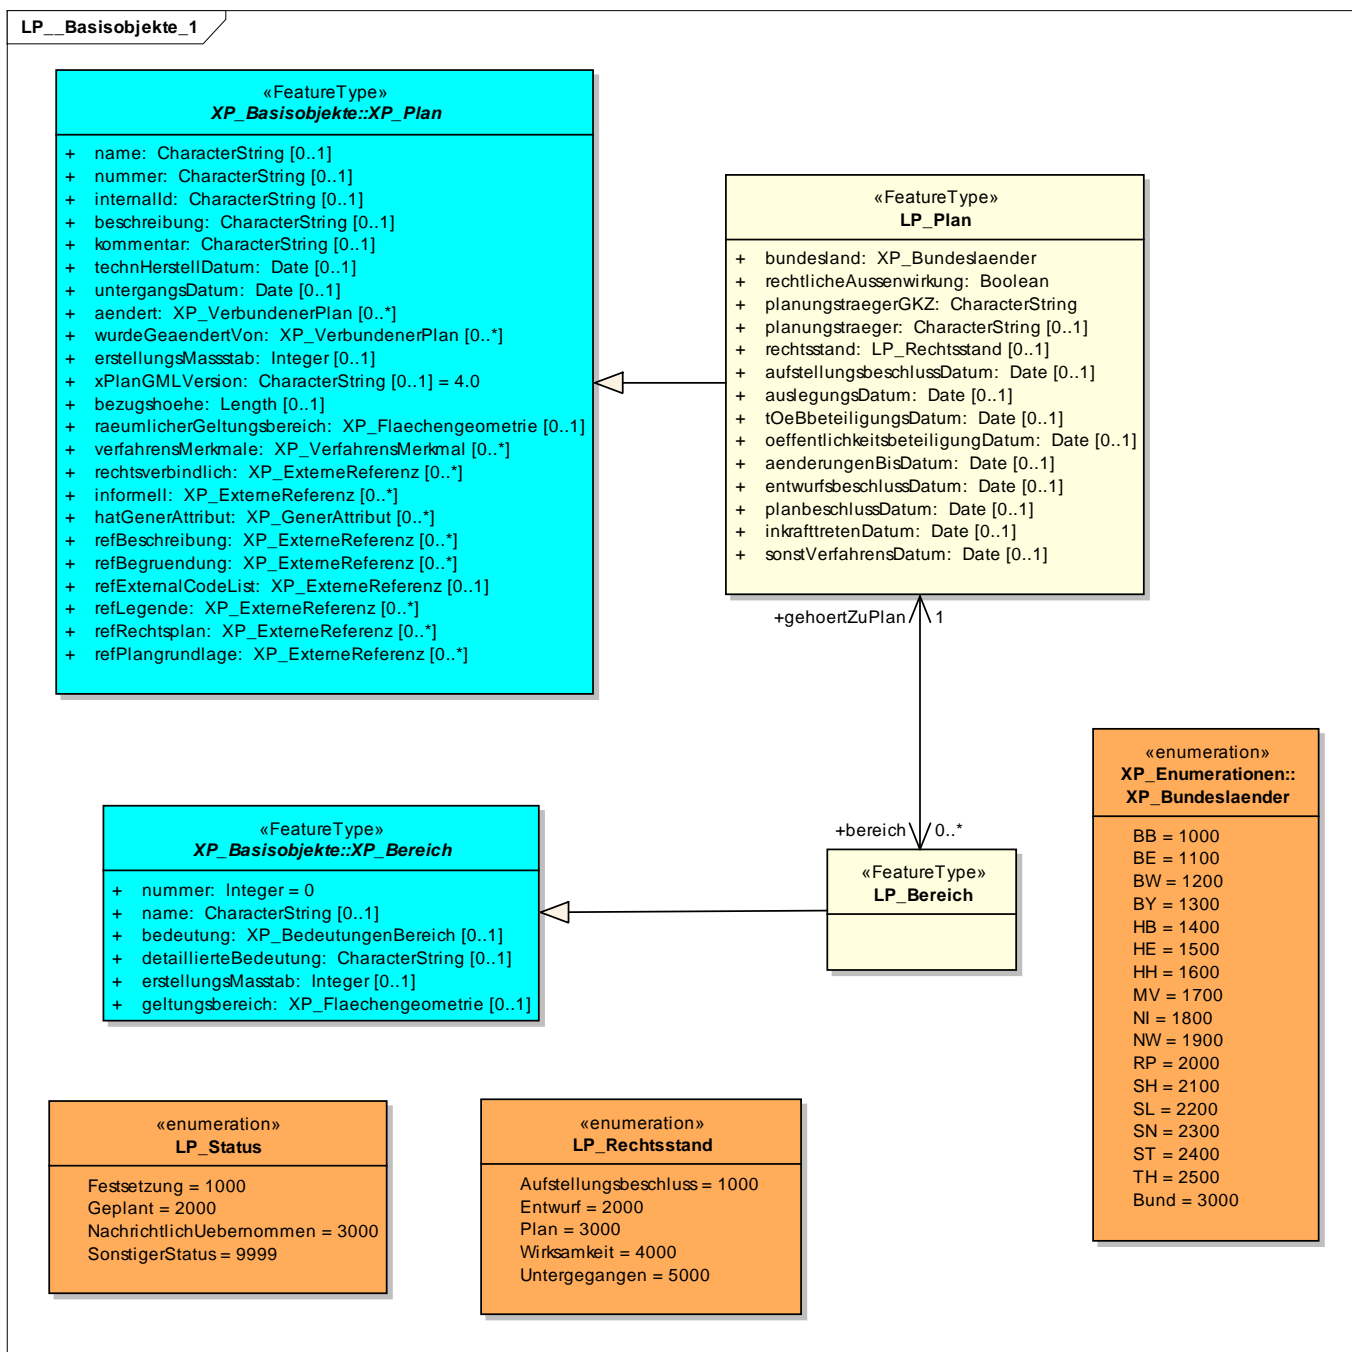 LP__Basisobjekte_1
«FeatureType»
XP_Basisobjekte::XP_Plan
+ name: CharacterString [0..1]
+ nummer: CharacterString [0..1]
+ internalId: CharacterString [0..1]
+ beschreibung: CharacterString [0..1]
+ kommentar: CharacterString [0..1]
+ technHerstellDatum: Date [0..1]
+ untergangsDatum: Date [0..1]
+ aendert: XP_VerbundenerPlan [0..*]
+ wurdeGeaendertVon: XP_VerbundenerPlan [0..*]
+ erstellungsMassstab: Integer [0..1]
+ xPlanGMLVersion: CharacterString [0..1] = 4.0
+ bezugshoehe: Length [0..1]
+ raeumlicherGeltungsbereich: XP_Flaechengeometrie [0..1]
+ verfahrensMerkmale: XP_VerfahrensMerkmal [0..*]
+ rechtsverbindlich: XP_ExterneReferenz [0..*]
+ informell: XP_ExterneReferenz [0..*]
+ hatGenerAttribut: XP_GenerAttribut [0..*]
+ refBeschreibung: XP_ExterneReferenz [0..*]
+ refBegruendung: XP_ExterneReferenz [0..*]
+ refExternalCodeList: XP_ExterneReferenz [0..1]
+ refLegende: XP_ExterneReferenz [0..*]
+ refRechtsplan: XP_ExterneReferenz [0..*]
+ refPlangrundlage: XP_ExterneReferenz [0..*]
«FeatureType»
LP_Plan
+ bundesland: XP_Bundeslaender
+ rechtlicheAussenwirkung: Boolean
+ planungstraegerGKZ: CharacterString
+ planungstraeger: CharacterString [0..1]
+ rechtsstand: LP_Rechtsstand [0..1]
+ aufstellungsbeschlussDatum: Date [0..1]
+ auslegungsDatum: Date [0..1]
+ tOeBbeteiligungsDatum: Date [0..1]
+ oeffentlichkeitsbeteiligungDatum: Date [0..1]
+ aenderungenBisDatum: Date [0..1]
+ entwurfsbeschlussDatum: Date [0..1]
+ planbeschlussDatum: Date [0..1]
+ inkrafttretenDatum: Date [0..1]
+ sonstVerfahrensDatum: Date [0..1]
+gehoertZuPlan 1
+bereich 0..*
«FeatureType»
LP_Bereich
«FeatureType»
XP_Basisobjekte::XP_Bereich
+ nummer: Integer = 0
+ name: CharacterString [0..1]
+ bedeutung: XP_BedeutungenBereich [0..1]
+ detaillierteBedeutung: CharacterString [0..1]
+ erstellungsMasstab: Integer [0..1]
+ geltungsbereich: XP_Flaechengeometrie [0..1]
«enumeration»
XP_Enumerationen::
XP_Bundeslaender
BB = 1000
BE = 1100
BW = 1200
BY = 1300
HB = 1400
HE = 1500
HH = 1600
MV = 1700
NI = 1800
NW = 1900
RP = 2000
SH = 2100
SL = 2200
SN = 2300
ST = 2400
TH = 2500
Bund = 3000
«enumeration»
LP_Status
Festsetzung = 1000
Geplant = 2000
NachrichtlichUebernommen = 3000
SonstigerStatus = 9999
«enumeration»
LP_Rechtsstand
Aufstellungsbeschluss = 1000
Entwurf = 2000
Plan = 3000
Wirksamkeit = 4000
Untergegangen = 5000